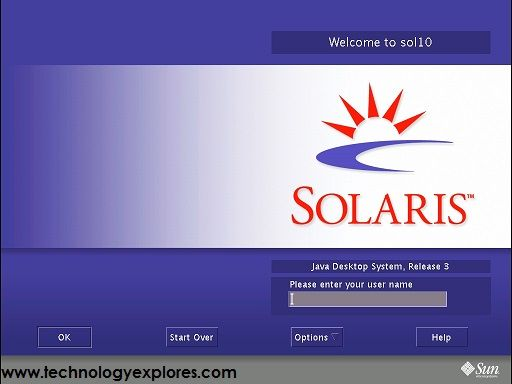 Welcome to sol10
SOLARIS™
Java Desktop System, Release 3
Please enter your user name
OK
Start Over
Options
Help
Sun
www.technologyexplores.com